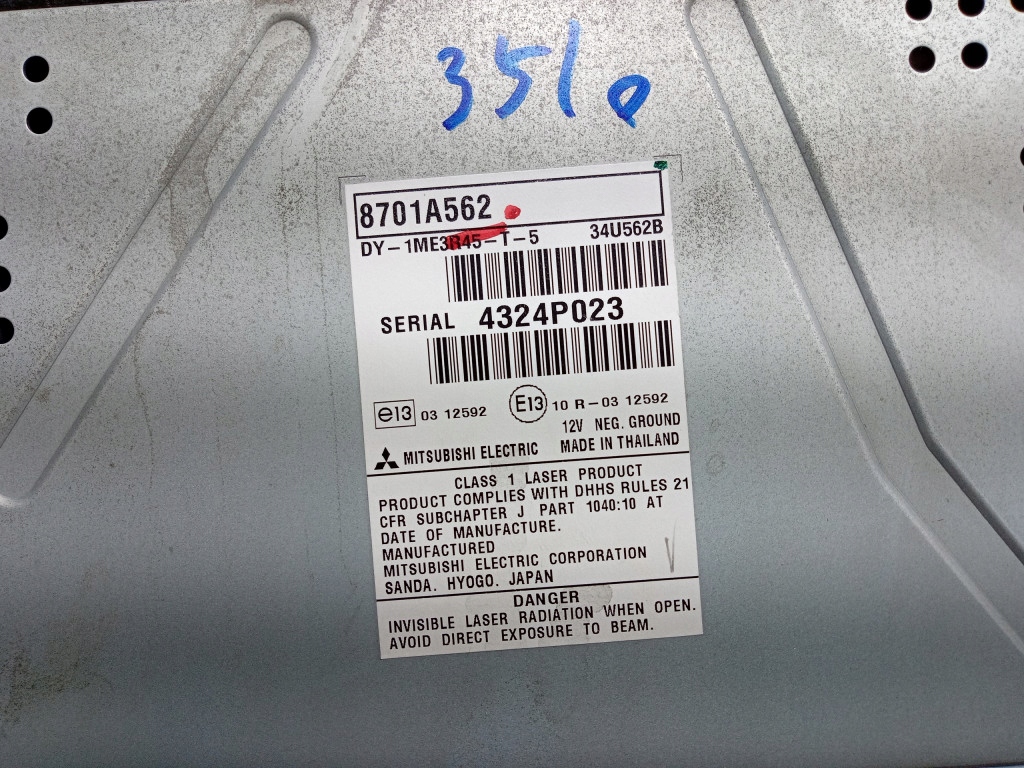 351
8701A562
DY-1ME3R45-T-5 34U562B
SERIAL 4324P023
e13 03 12592 E13 10 R-03 12592
12V NEG. GROUND
MITSUBISHI ELECTRIC MADE IN THAILAND
CLASS 1 LASER PRODUCT
PRODUCT COMPLIES WITH DHHS RULES 21
CFR SUBCHAPTER J PART 1040:10 AT
DATE OF MANUFACTURE.
MANUFACTURED
MITSUBISHI ELECTRIC CORPORATION
SANDA. HYOGO. JAPAN
DANGER
INVISIBLE LASER RADIATION WHEN OPEN.
AVOID DIRECT EXPOSURE TO BEAM.